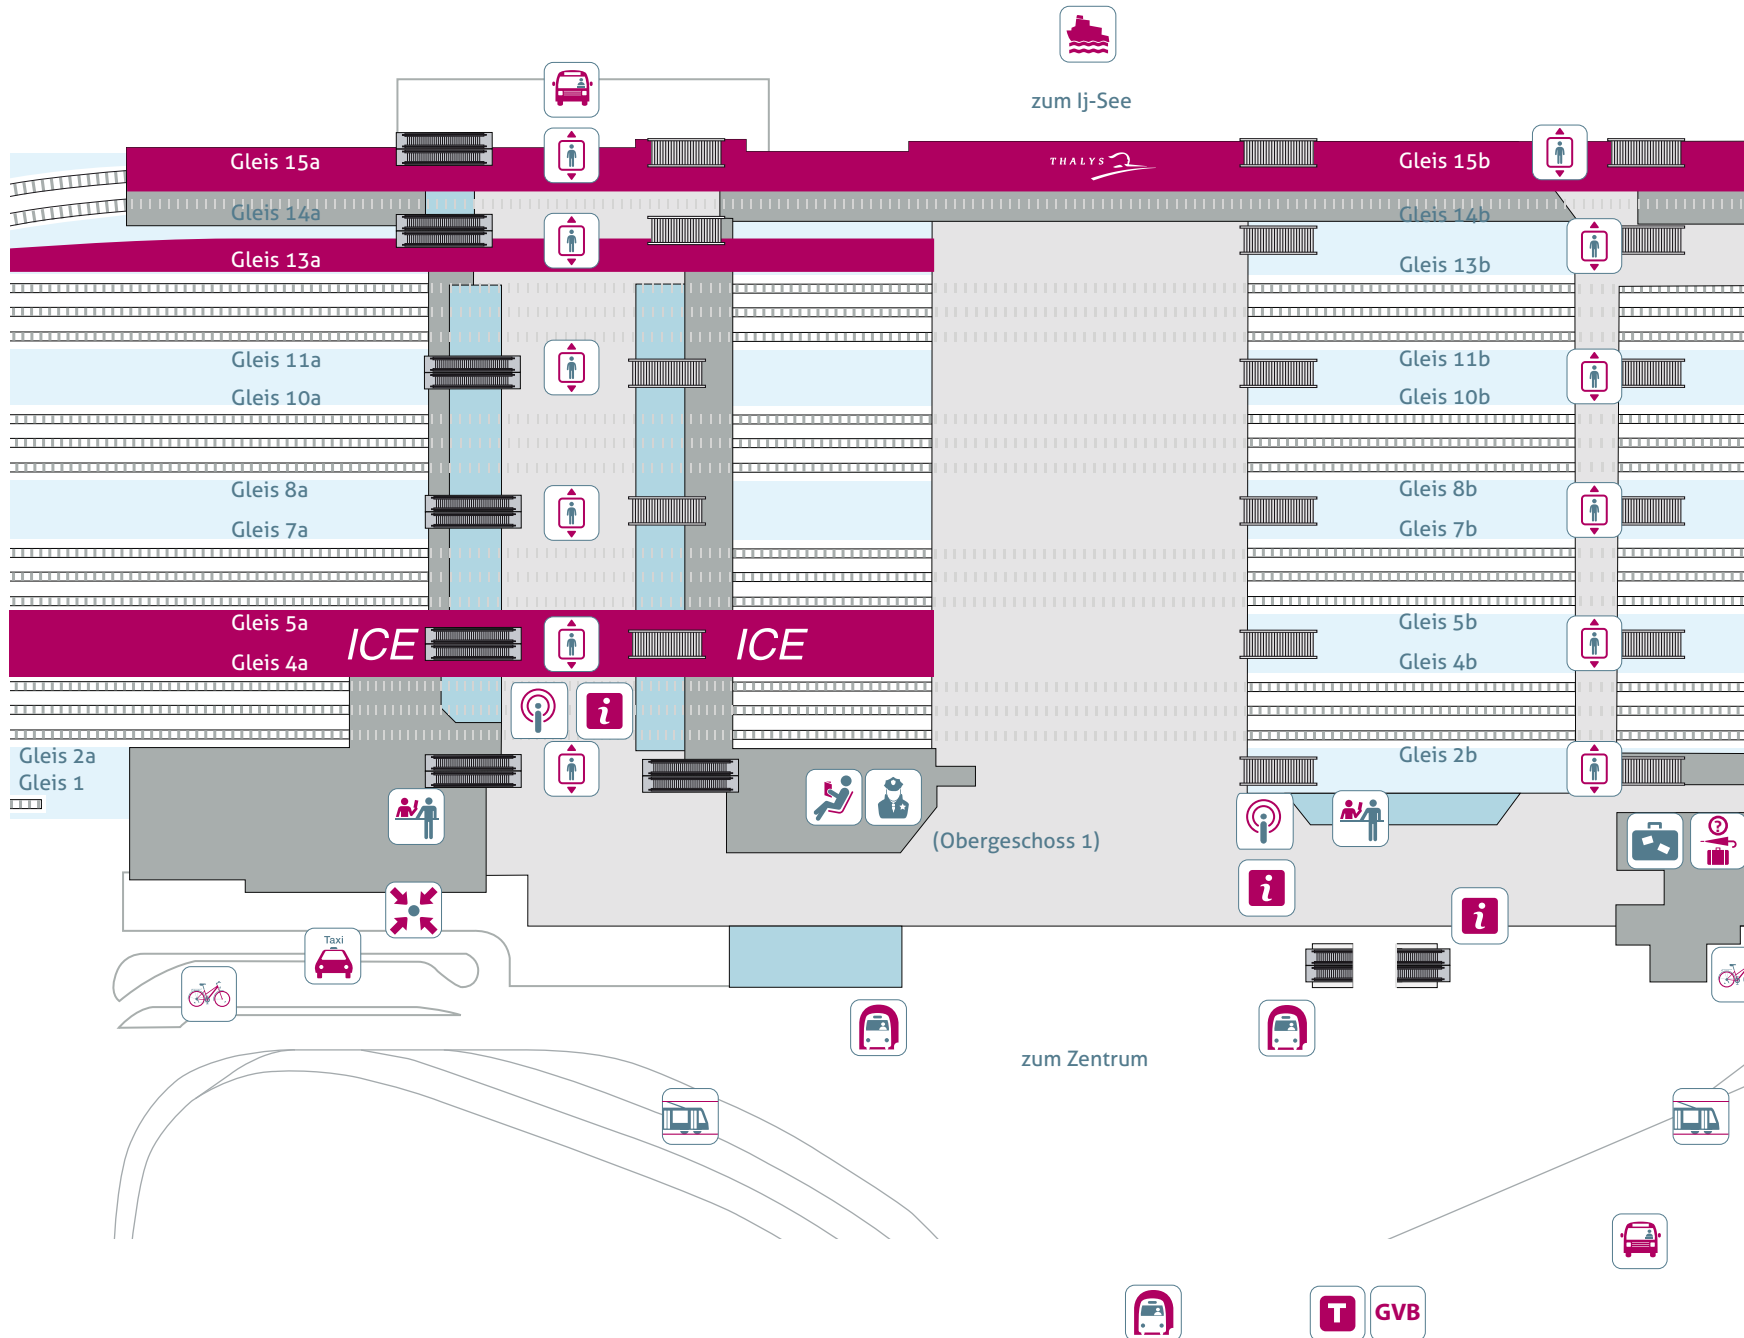 zum Ij-See
Gleis 15a
THALYS
Gleis 15b
Gleis 14a
Gleis 14b
Gleis 13a
Gleis 13b
Gleis 11a
Gleis 11b
Gleis 10a
Gleis 10b
Gleis 8a
Gleis 8b
Gleis 7a
Gleis 7b
Gleis 5a
ICE
ICE
Gleis 5b
Gleis 4a
Gleis 4b
i
Gleis 2a
Gleis 2b
Gleis 1
(Obergeschoss 1)
?
i
i
Taxi
zum Zentrum
T
GVB